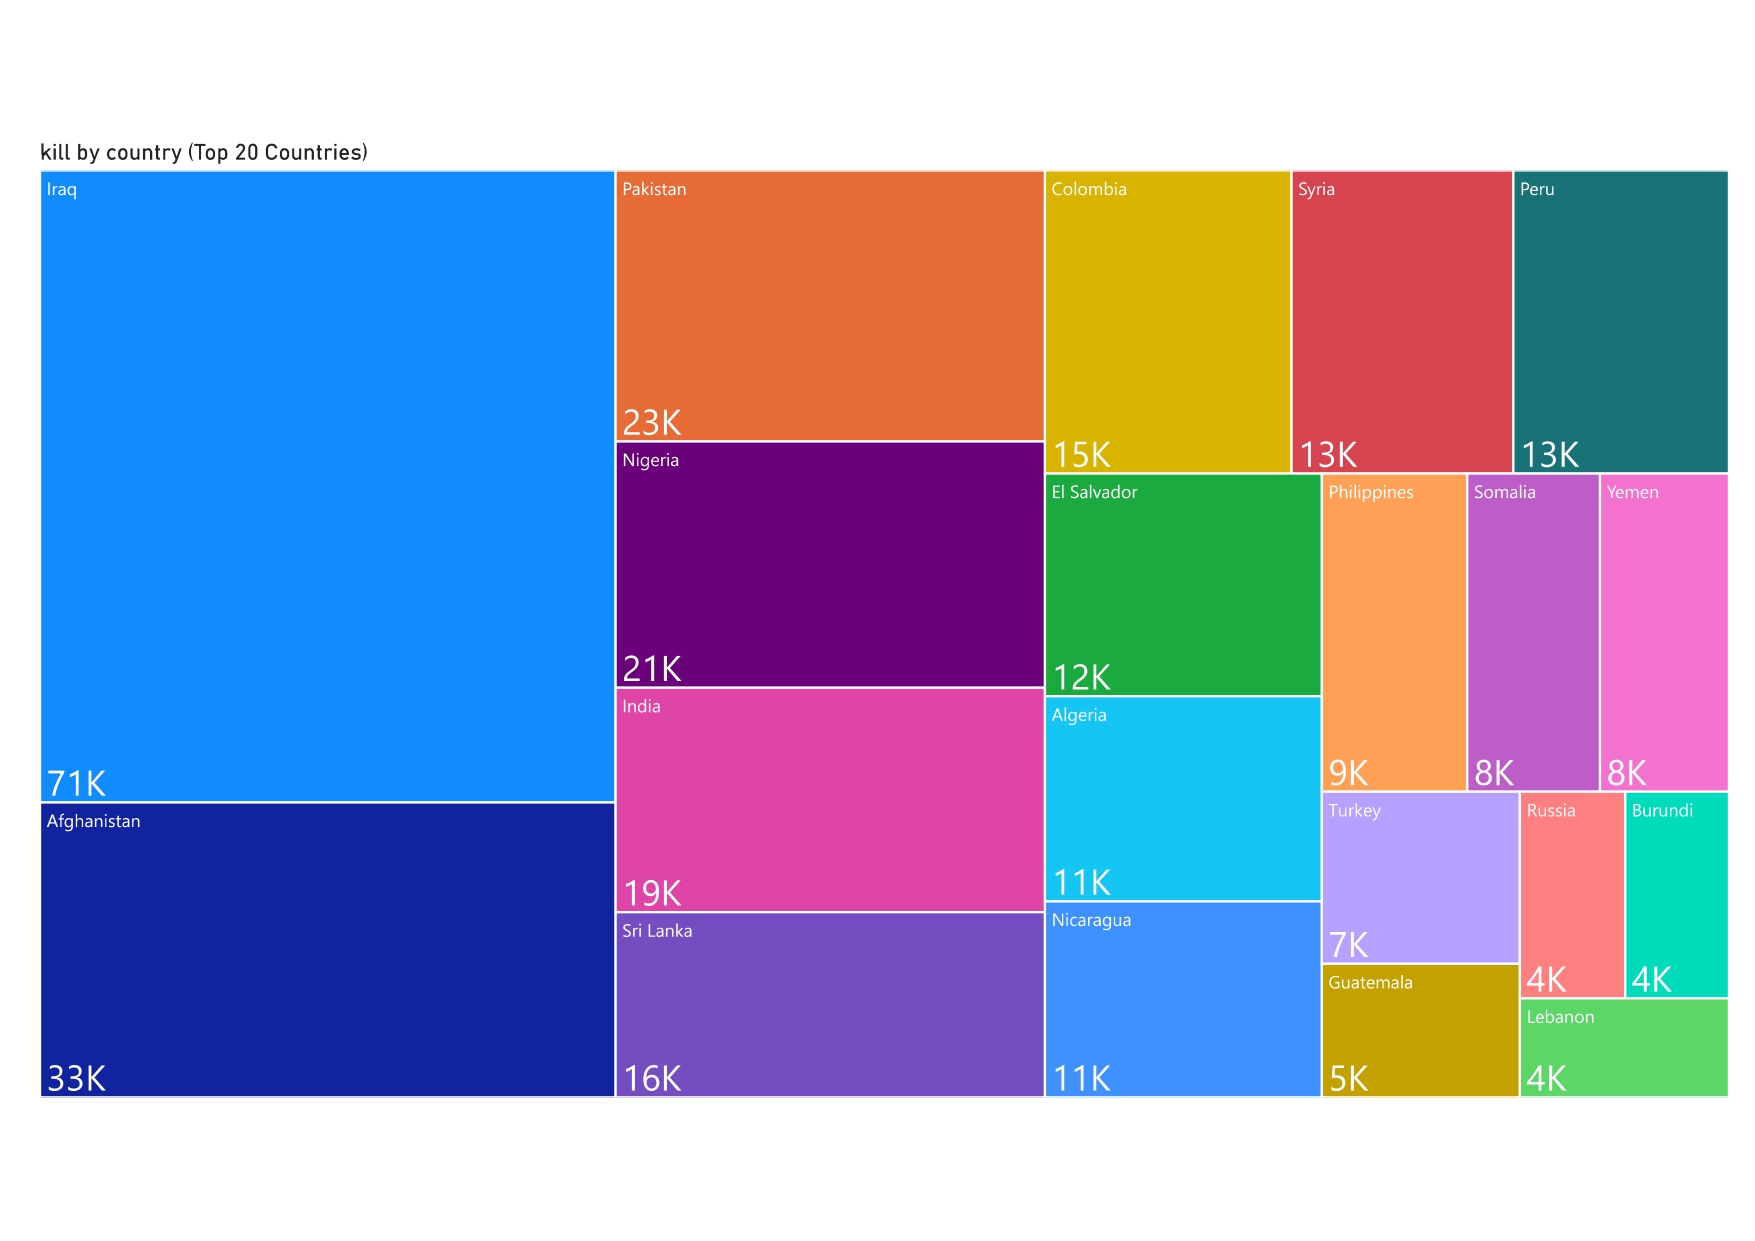 kill by country (Top 20 Countries)
Iraq
71K
Afghanistan
33K
Pakistan
23K
Nigeria
21K
India
19K
Sri Lanka
16K
Colombia
15K
Syria
13K
Peru
13K
El Salvador
12K
Algeria
11K
Nicaragua
11K
Philippines
9K
Somalia
8K
Yemen
8K
Turkey
7K
Guatemala
5K
Russia
4K
Burundi
4K
Lebanon
4K